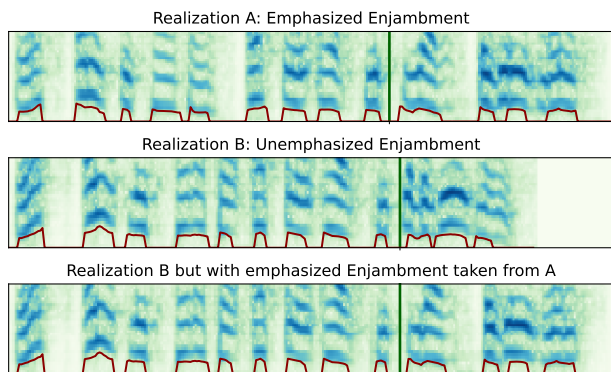 Realization A: Emphasized Enjambment
Realization B: Unemphasized Enjambment
Realization B but with emphasized Enjambment taken from A